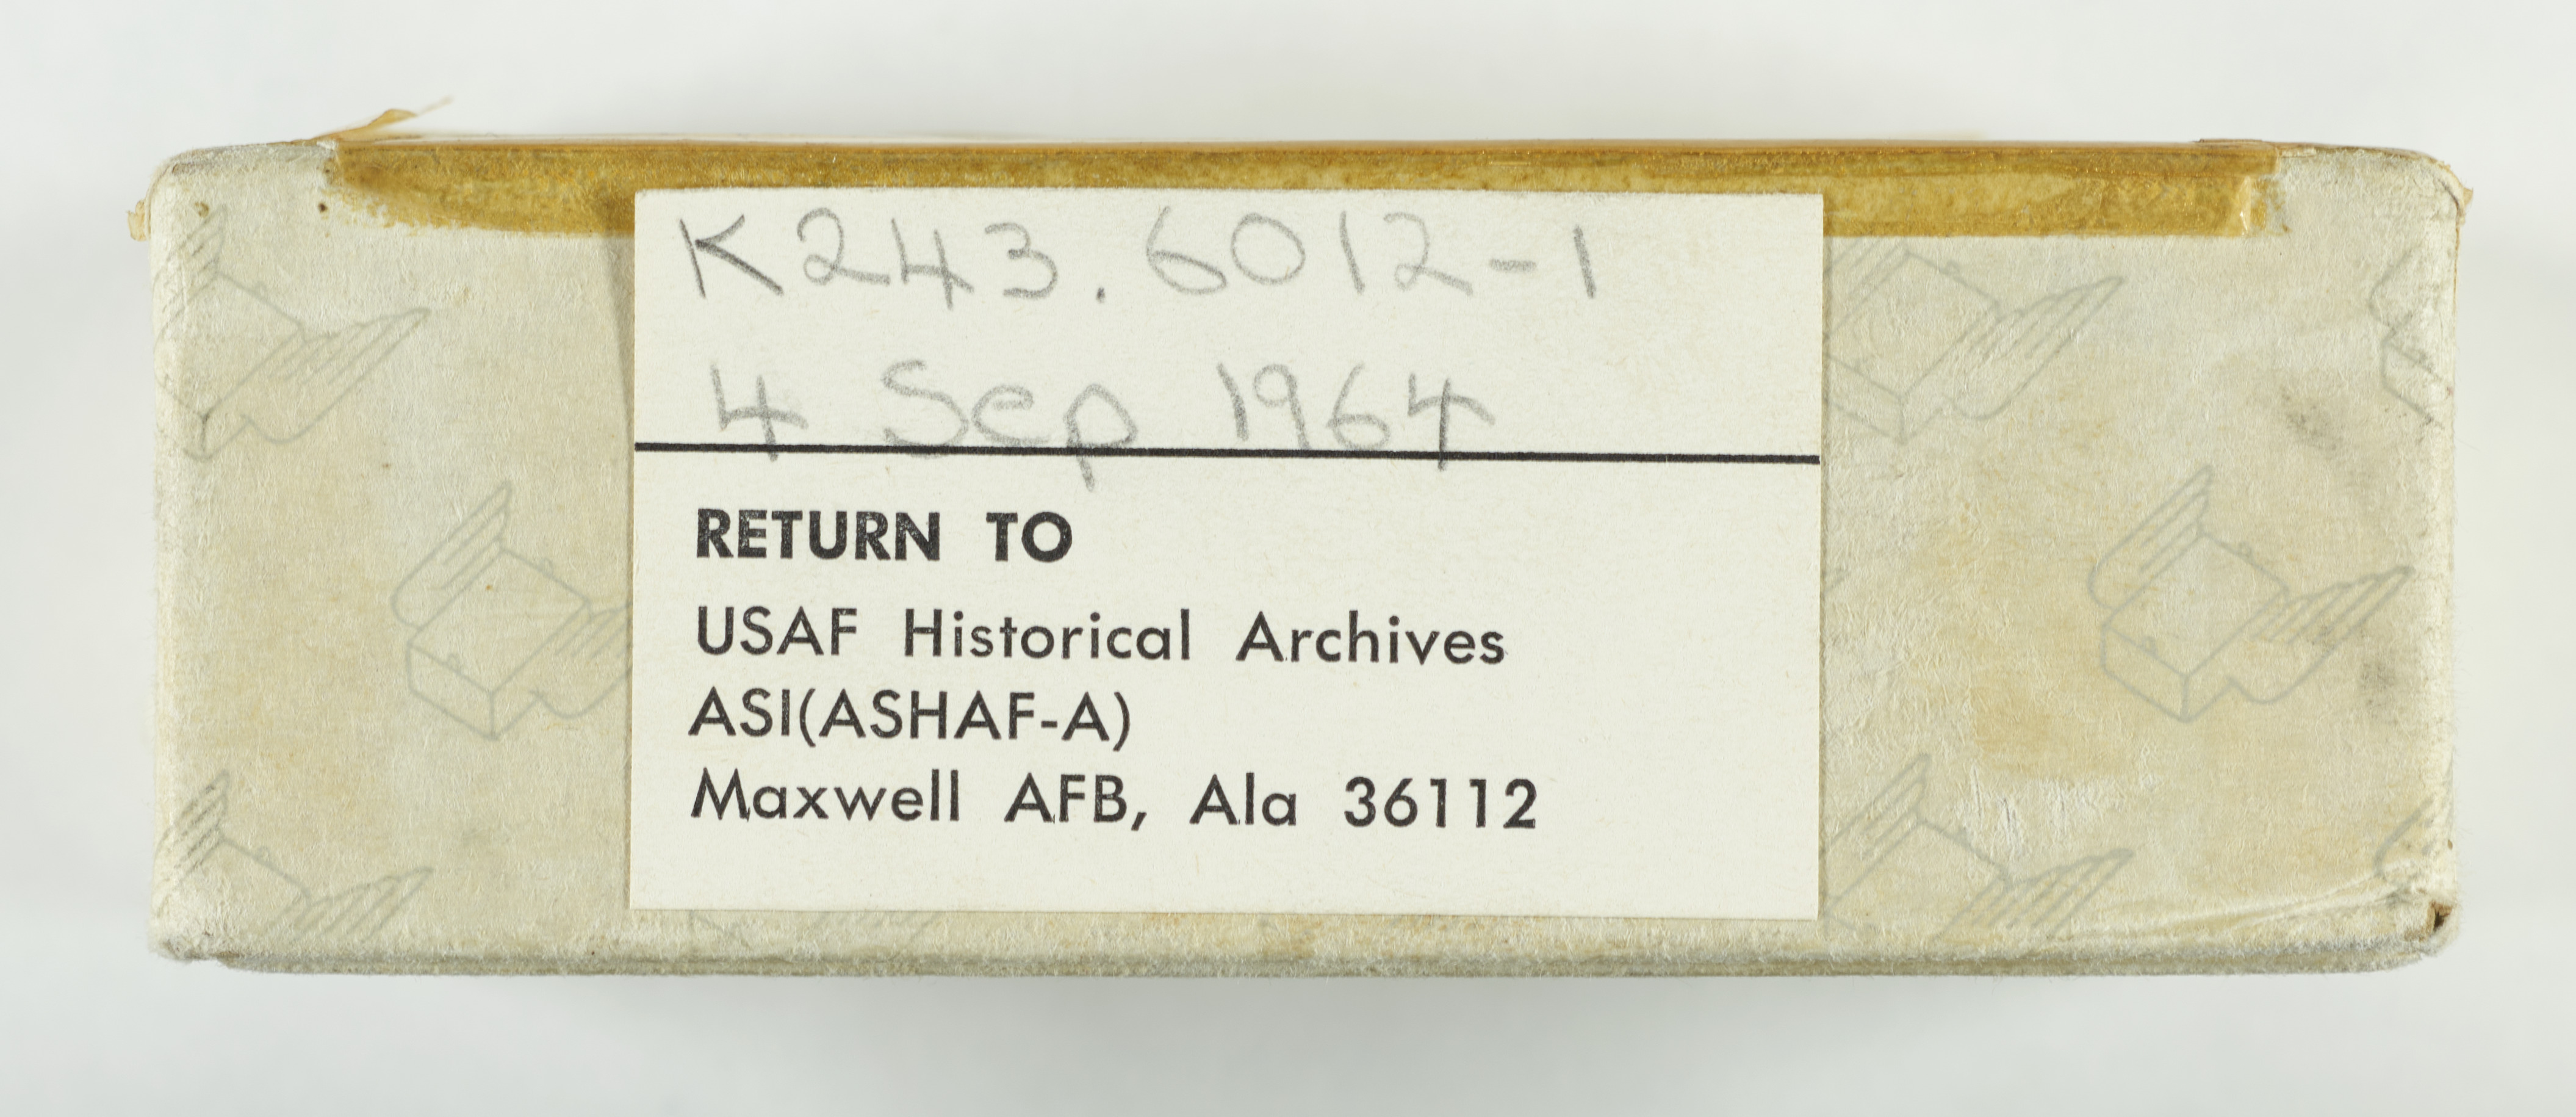 K243.6012-1
4 Sep 1964
RETURN TO
USAF Historical Archives
ASI(ASHAF-A)
Maxwell AFB, Ala 36112